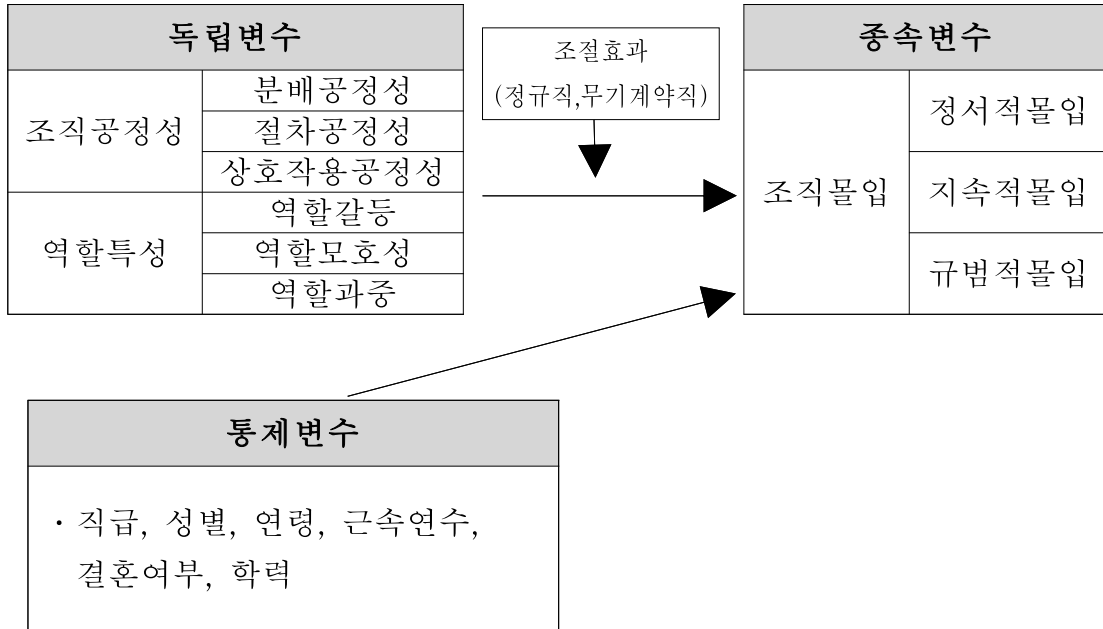 독립변수
조직공정성
분배공정성
절차공정성
상호작용공정성
역할특성
역할갈등
역할모호성
역할과중
조절효과
(정규직,무기계약직)
종속변수
조직몰입
정서적몰입
지속적몰입
규범적몰입
통제변수
· 직급, 성별, 연령, 근속연수,
결혼여부, 학력